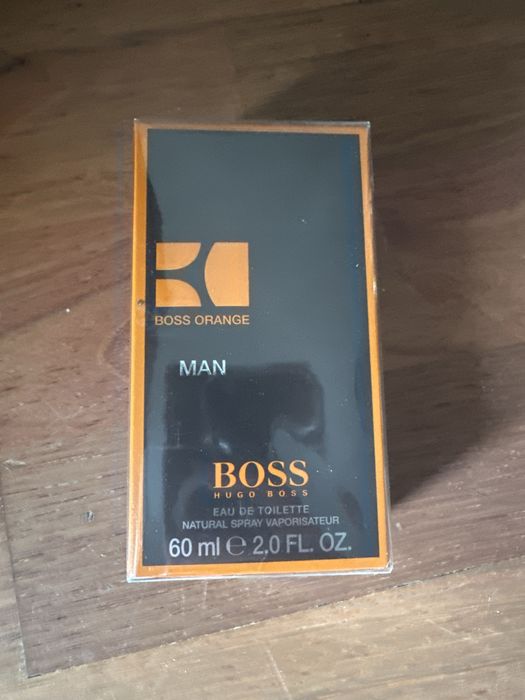 BOSS ORANGE
MAN
BOSS
HUGO BOSS
EAU DE TOILETTE
NATURAL SPRAY VAPORISATEUR
60 ml ℮ 2.0 FL. OZ.